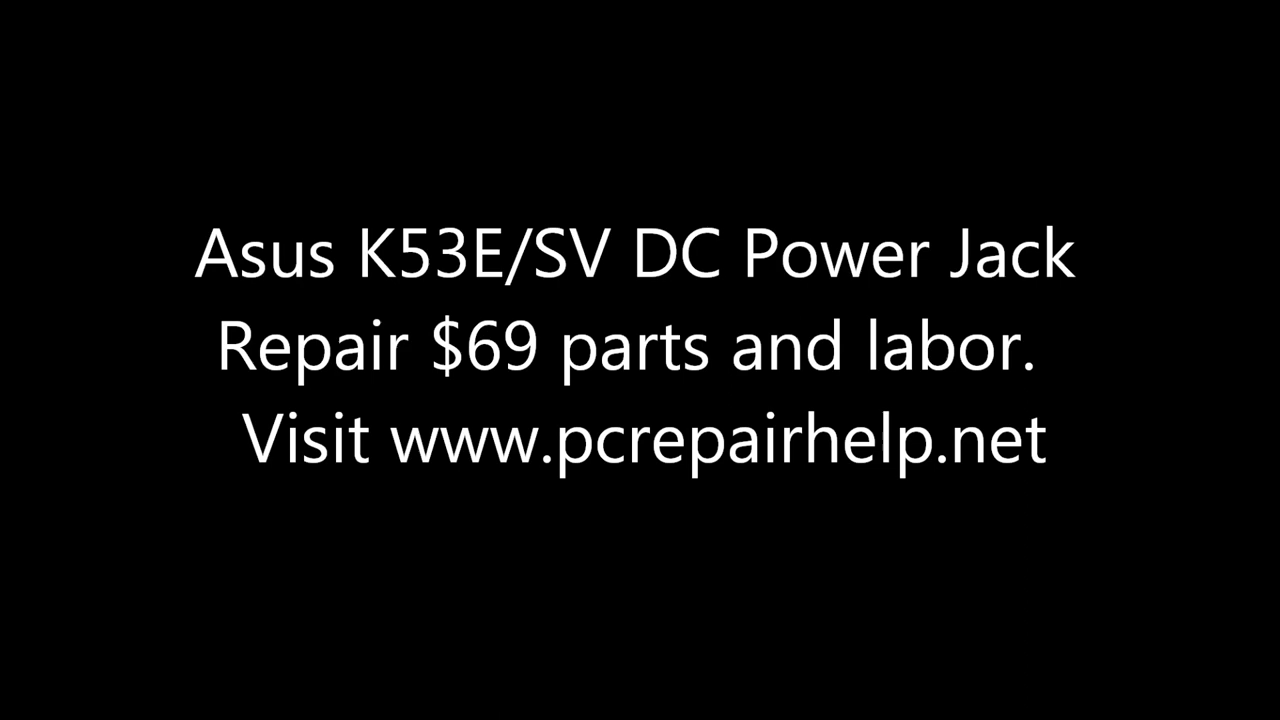 Asus K53E/SV DC Power Jack
Repair $69 parts and labor.
Visit www.pcrepairhelp.net